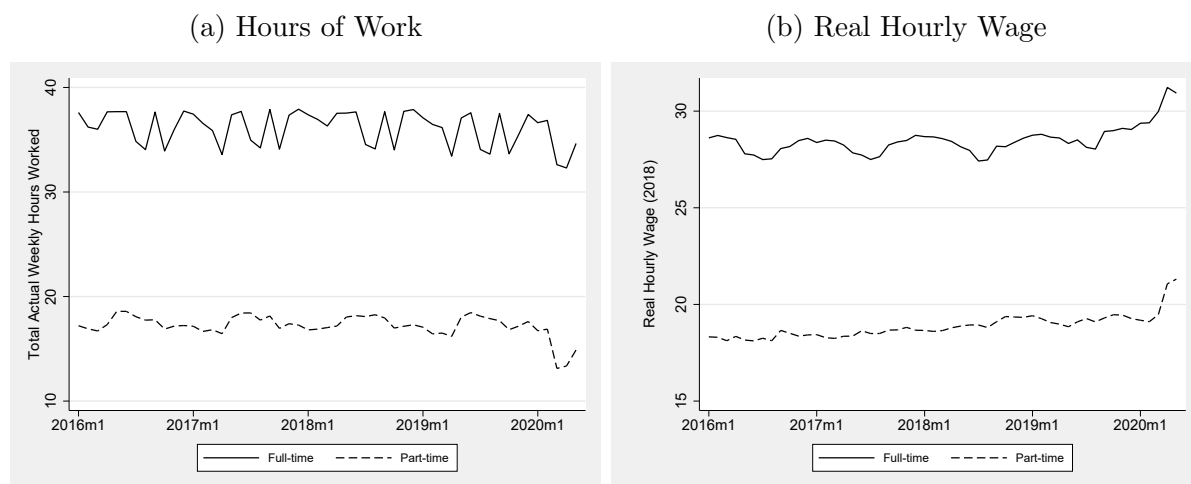 (a) Hours of Work
Total Actual Weekly Hours Worked
40
30
20
10
2016m1 2017m1 2018m1 2019m1 2020m1
Full-time Part-time
(b) Real Hourly Wage
Real Hourly Wage (2018)
30
25
20
15
2016m1 2017m1 2018m1 2019m1 2020m1
Full-time Part-time